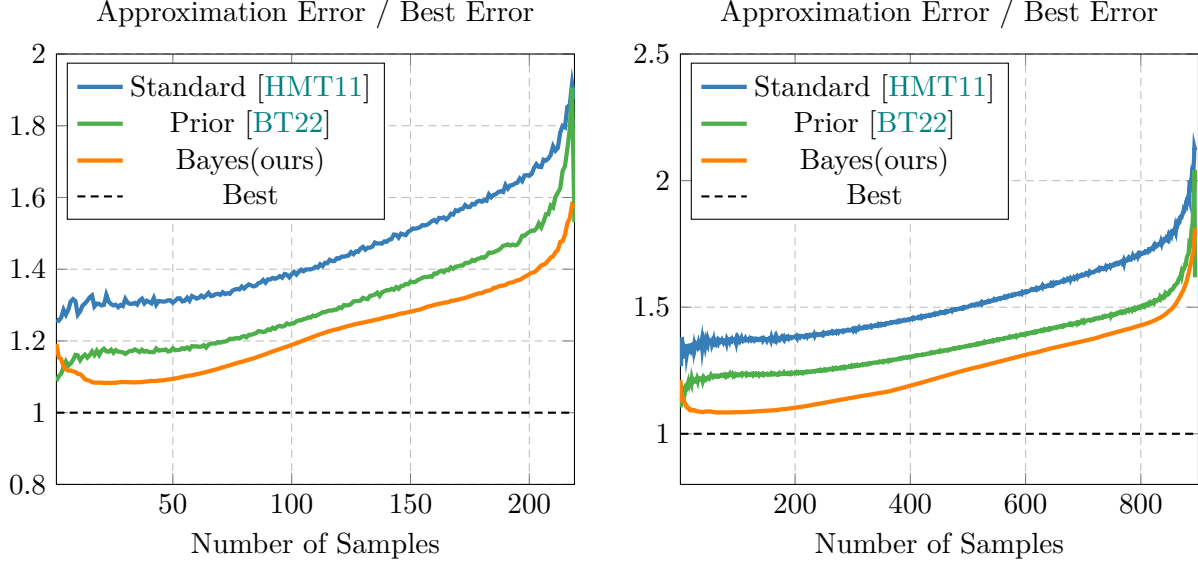 Approximation Error / Best Error
2
1.8
1.6
1.4
1.2
1
0.8
Standard [HMT11]
Prior [BT22]
Bayes(ours)
Best
50
100
150
200
Number of Samples
Approximation Error / Best Error
2.5
2
1.5
1
Standard [HMT11]
Prior [BT22]
Bayes(ours)
Best
200
400
600
800
Number of Samples